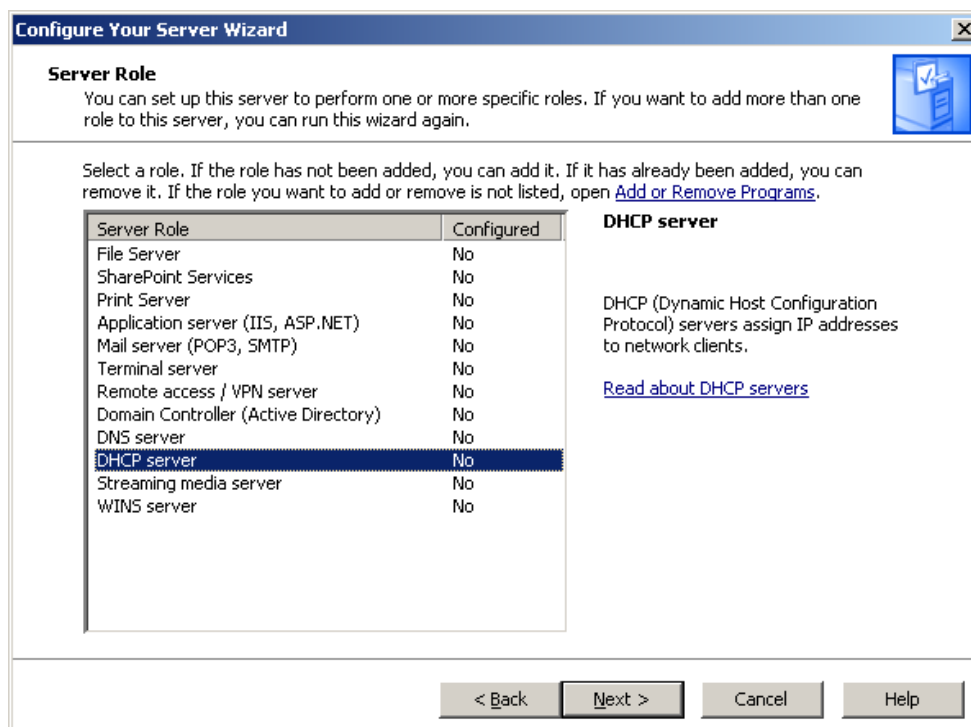 Configure Your Server Wizard
Server Role
You can set up this server to perform one or more specific roles. If you want to add more than one
role to this server, you can run this wizard again.
Select a role. If the role has not been added, you can add it. If it has already been added, you can
remove it. If the role you want to add or remove is not listed, open Add or Remove Programs.
Server Role Configured
File Server No
SharePoint Services No
Print Server No
Application server (IIS, ASP.NET) No
Mail server (POP3, SMTP) No
Terminal server No
Remote access / VPN server No
Domain Controller (Active Directory) No
DNS server No
DHCP server No
Streaming media server No
WINS server No
DHCP server
DHCP (Dynamic Host Configuration
Protocol) servers assign IP addresses
to network clients.
Read about DHCP servers
< Back Next > Cancel Help